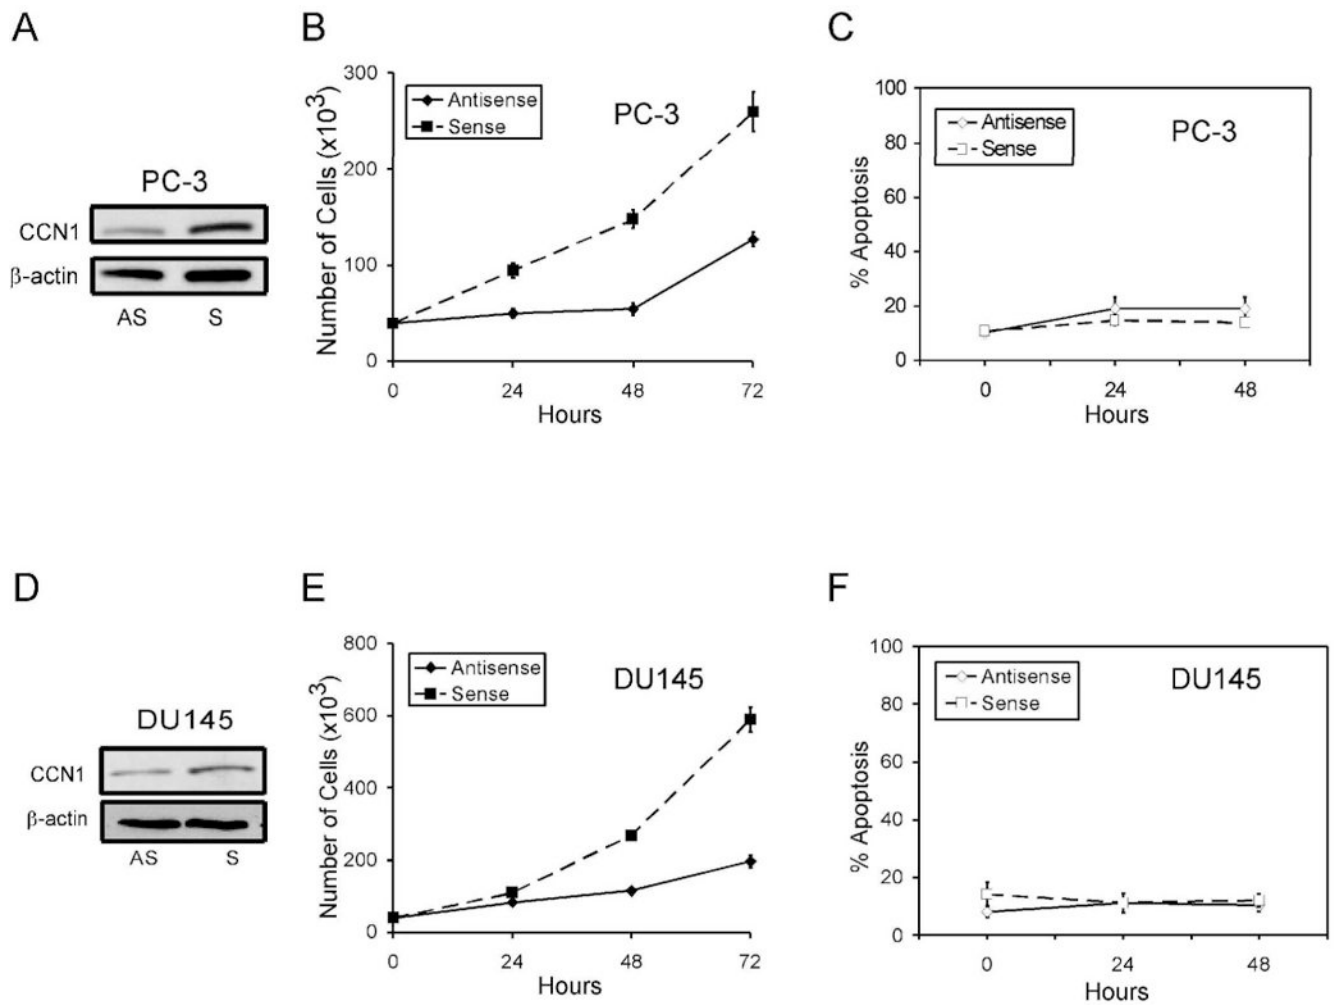 A
PC-3
CCN1
β-actin
AS S
B
300
200
100
0
Number of Cells (x10³)
Antisense
Sense
PC-3
0 24 48 72
Hours
C
100
80
60
40
20
0
% Apoptosis
Antisense
Sense
PC-3
0 24 48
Hours
D
DU145
CCN1
β-actin
AS S
E
800
600
400
200
0
Number of Cells (x10³)
Antisense
Sense
DU145
0 24 48 72
Hours
F
100
80
60
40
20
0
% Apoptosis
Antisense
Sense
DU145
0 24 48
Hours